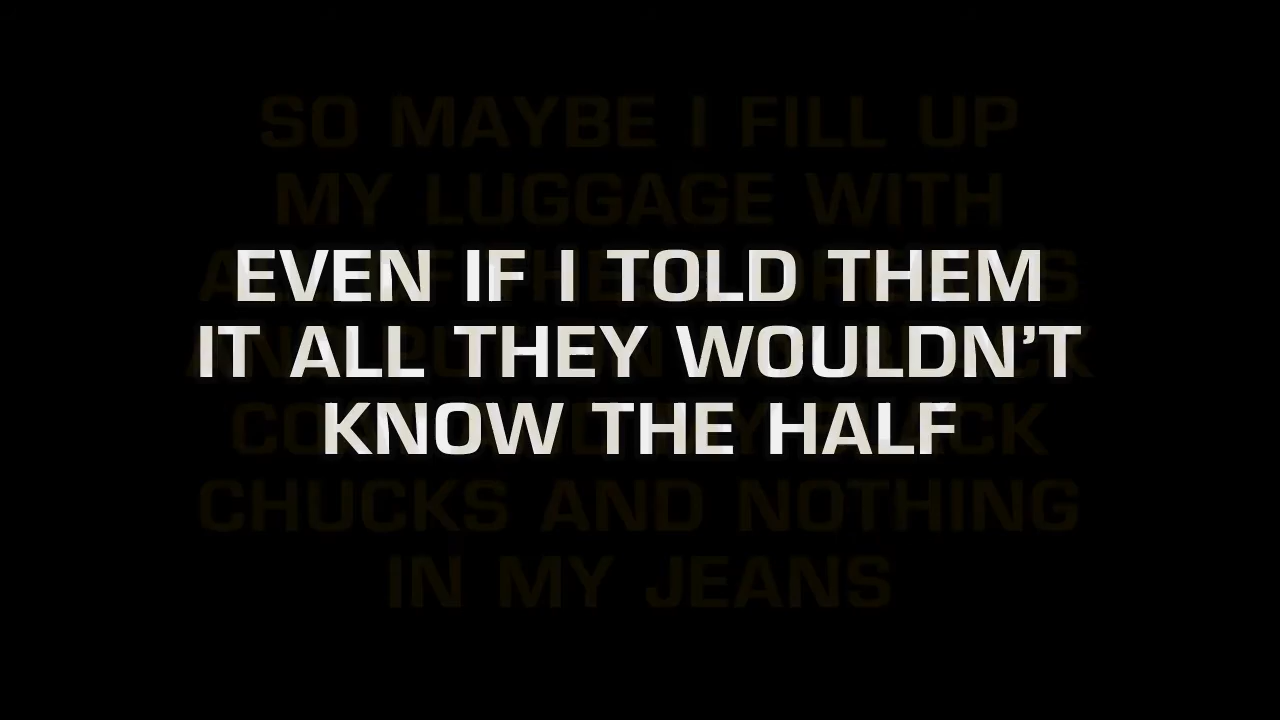 SO MAYBE I FILL UP
MY LUGGAGE WITH
EVEN IF I TOLD THEM
IT ALL THEY WOULDN'T
KNOW THE HALF
CHUCKS AND NOTHING
IN MY JEANS